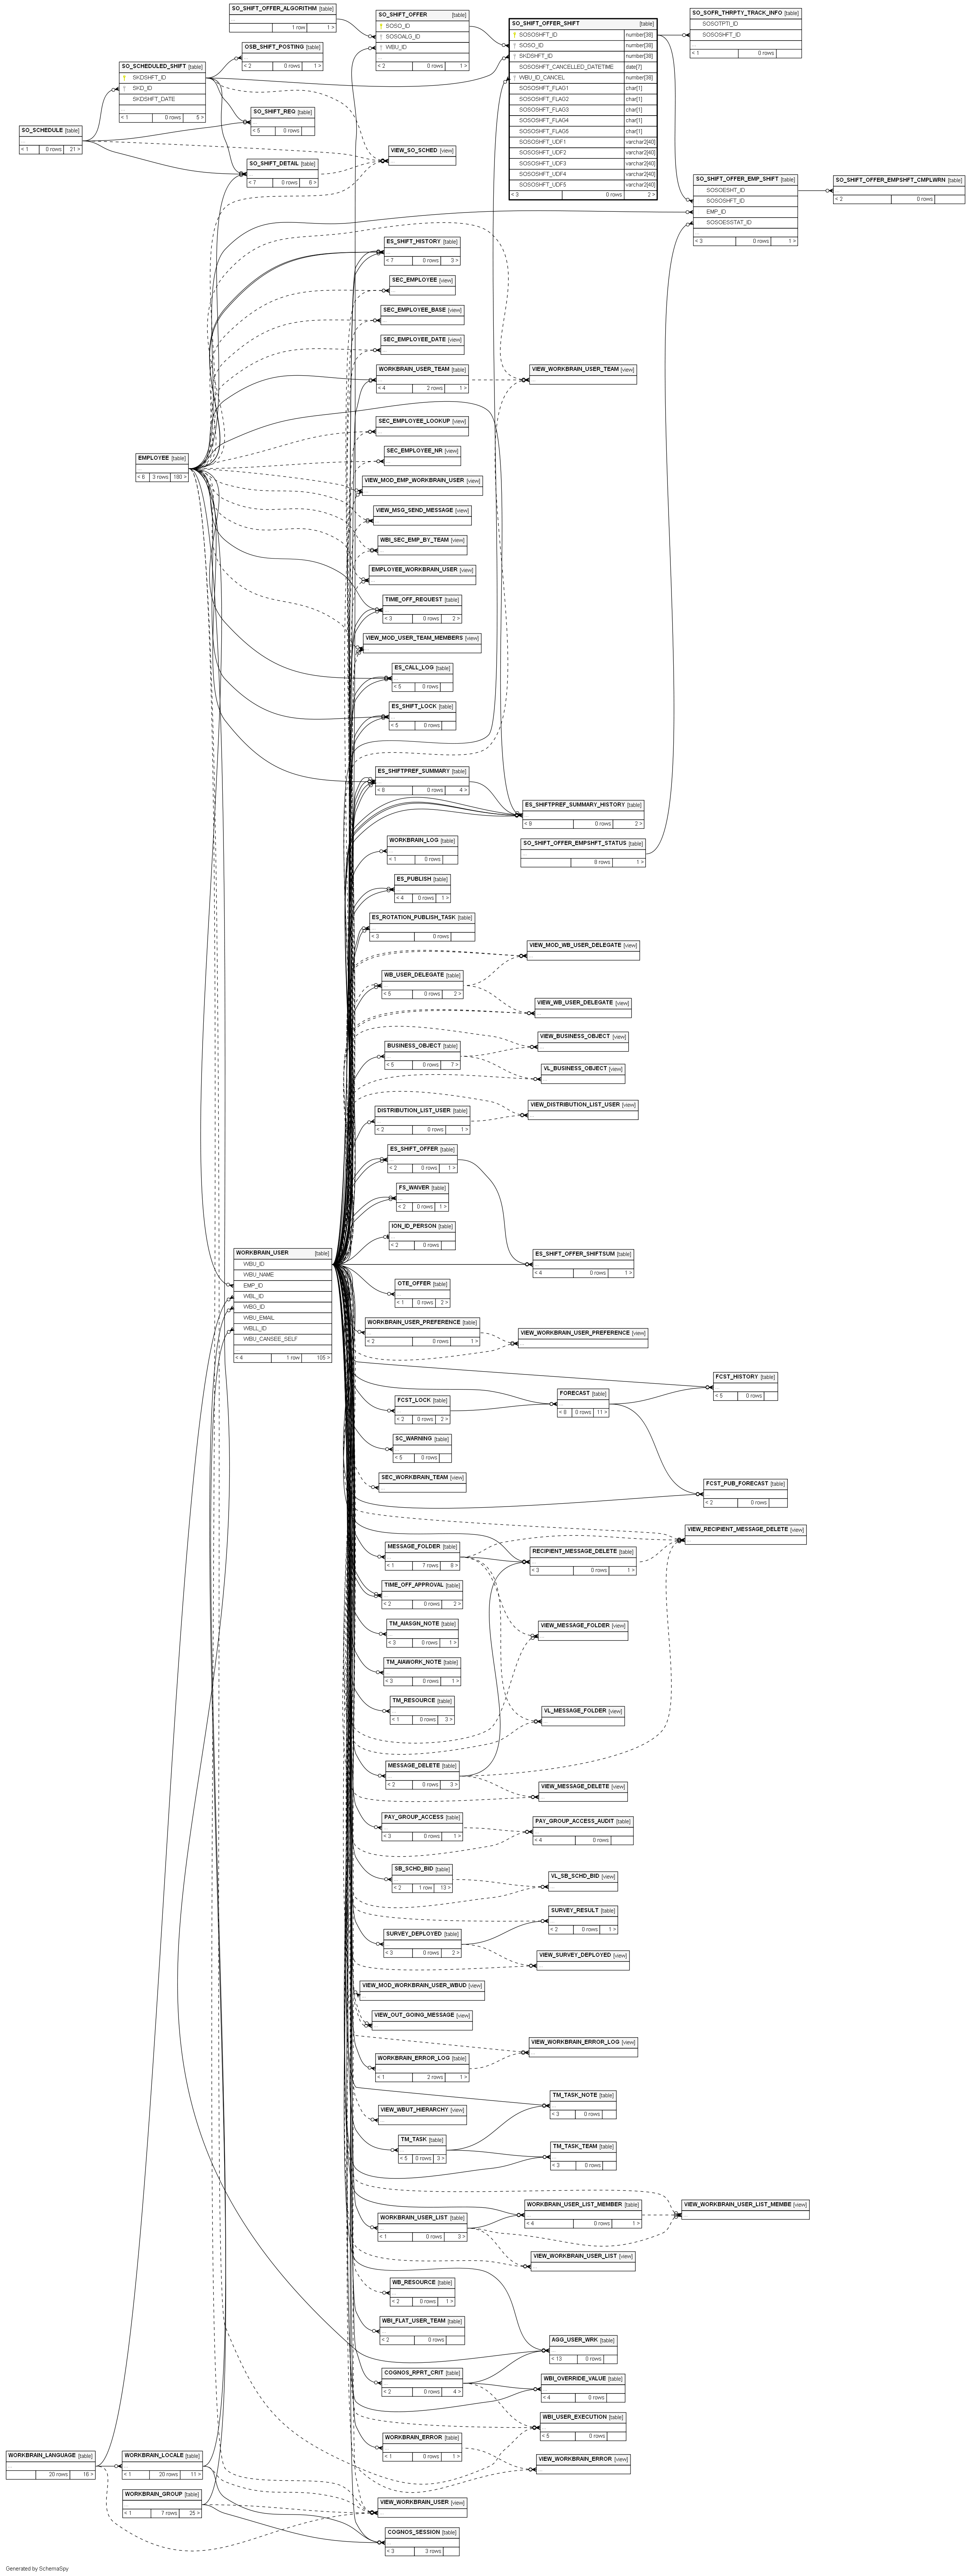 SO_SHIFT_OFFER_ALGORITHM [table]
...
1 row 1 >
SO_SHIFT_OFFER [table]
SOSO_ID
SOSOALG_ID
WBU_ID
...
< 2 0 rows 1 >
SO_SHIFT_OFFER_SHIFT [table]
SOSOSHFT_ID number[38]
SOSO_ID number[38]
SKDSHFT_ID number[38]
SOSOSHFT_CANCELLED_DATETIME date[7]
WBU_ID_CANCEL number[38]
SOSOSHFT_FLAG1 char[1]
SOSOSHFT_FLAG2 char[1]
SOSOSHFT_FLAG3 char[1]
SOSOSHFT_FLAG4 char[1]
SOSOSHFT_FLAG5 char[1]
SOSOSHFT_UDF1 varchar2[40]
SOSOSHFT_UDF2 varchar2[40]
SOSOSHFT_UDF3 varchar2[40]
SOSOSHFT_UDF4 varchar2[40]
SOSOSHFT_UDF5 varchar2[40]
< 3 0 rows 2 >
SO_SOFR_THRPTY_TRACK_INFO [table]
SOSOTPTI_ID
SOSOSHFT_ID
...
< 1 0 rows
OSB_SHIFT_POSTING [table]
...
< 2 0 rows 1 >
SO_SCHEDULED_SHIFT [table]
SKDSHFT_ID
SKD_ID
SKDSHFT_DATE
...
< 1 0 rows 5 >
SO_SHIFT_REQ [table]
...
< 5 0 rows
SO_SCHEDULE [table]
...
< 1 0 rows 21 >
VIEW_SO_SCHED [view]
...
SO_SHIFT_DETAIL [table]
...
< 7 0 rows 6 >
SO_SHIFT_OFFER_EMP_SHIFT [table]
SOSOESHT_ID
SOSOSHFT_ID
EMP_ID
SOSOESSTAT_ID
...
< 3 0 rows 1 >
SO_SHIFT_OFFER_EMPSHFT_CMPLWRN [table]
...
< 2 0 rows
ES_SHIFT_HISTORY [table]
...
< 7 0 rows 3 >
SEC_EMPLOYEE [view]
...
SEC_EMPLOYEE_BASE [view]
...
SEC_EMPLOYEE_DATE [view]
...
WORKBRAIN_USER_TEAM [table]
...
< 4 2 rows 1 >
VIEW_WORKBRAIN_USER_TEAM [view]
...
SEC_EMPLOYEE_LOOKUP [view]
...
SEC_EMPLOYEE_NR [view]
...
EMPLOYEE [table]
...
< 6 3 rows 180 >
VIEW_MOD_EMP_WORKBRAIN_USER [view]
...
VIEW_MSG_SEND_MESSAGE [view]
...
WBI_SEC_EMP_BY_TEAM [view]
...
EMPLOYEE_WORKBRAIN_USER [view]
...
TIME_OFF_REQUEST [table]
...
< 3 0 rows 2 >
VIEW_MOD_USER_TEAM_MEMBERS [view]
...
ES_CALL_LOG [table]
...
< 5 0 rows
ES_SHIFT_LOCK [table]
...
< 5 0 rows
ES_SHIFTPREF_SUMMARY [table]
...
< 8 0 rows 4 >
ES_SHIFTPREF_SUMMARY_HISTORY [table]
...
< 9 0 rows 2 >
WORKBRAIN_LOG [table]
...
< 1 0 rows
SO_SHIFT_OFFER_EMPSHFT_STATUS [table]
...
8 rows 1 >
ES_PUBLISH [table]
...
< 4 0 rows 1 >
ES_ROTATION_PUBLISH_TASK [table]
...
< 3 0 rows
VIEW_MOD_WB_USER_DELEGATE [view]
...
WB_USER_DELEGATE [table]
...
< 5 0 rows 2 >
VIEW_WB_USER_DELEGATE [view]
...
VIEW_BUSINESS_OBJECT [view]
...
BUSINESS_OBJECT [table]
...
< 5 0 rows 7 >
VL_BUSINESS_OBJECT [view]
...
VIEW_DISTRIBUTION_LIST_USER [view]
...
DISTRIBUTION_LIST_USER [table]
...
< 2 0 rows 1 >
ES_SHIFT_OFFER [table]
...
< 2 0 rows 1 >
FS_WAIVER [table]
...
< 2 0 rows 1 >
ION_ID_PERSON [table]
...
< 2 0 rows
WORKBRAIN_USER [table]
WBU_ID
WBU_NAME
EMP_ID
WBL_ID
WBG_ID
WBU_EMAIL
WBLL_ID
WBU_CANSEE_SELF
...
< 4 1 row 105 >
ES_SHIFT_OFFER_SHIFTSUM [table]
...
< 4 0 rows 1 >
OTE_OFFER [table]
...
< 1 0 rows 2 >
WORKBRAIN_USER_PREFERENCE [table]
...
< 2 0 rows 1 >
VIEW_WORKBRAIN_USER_PREFERENCE [view]
...
FCST_HISTORY [table]
...
< 5 0 rows
FCST_LOCK [table]
...
< 2 0 rows 2 >
FORECAST [table]
...
< 8 0 rows 11 >
SC_WARNING [table]
...
< 5 0 rows
SEC_WORKBRAIN_TEAM [view]
...
FCST_PUB_FORECAST [table]
...
< 2 0 rows
VIEW_RECIPIENT_MESSAGE_DELETE [view]
...
MESSAGE_FOLDER [table]
...
< 1 7 rows 8 >
RECIPIENT_MESSAGE_DELETE [table]
...
< 3 0 rows 1 >
TIME_OFF_APPROVAL [table]
...
< 2 0 rows 2 >
TM_AIASGN_NOTE [table]
...
< 3 0 rows 1 >
VIEW_MESSAGE_FOLDER [view]
...
TM_AIAWORK_NOTE [table]
...
< 3 0 rows 1 >
TM_RESOURCE [table]
...
< 1 0 rows 3 >
VL_MESSAGE_FOLDER [view]
...
MESSAGE_DELETE [table]
...
< 2 0 rows 3 >
VIEW_MESSAGE_DELETE [view]
...
PAY_GROUP_ACCESS [table]
...
< 3 0 rows 1 >
PAY_GROUP_ACCESS_AUDIT [table]
...
< 4 0 rows
SB_SCHD_BID [table]
...
< 2 1 row 13 >
VL_SB_SCHD_BID [view]
...
SURVEY_RESULT [table]
...
< 2 0 rows 1 >
SURVEY_DEPLOYED [table]
...
< 3 0 rows 2 >
VIEW_SURVEY_DEPLOYED [view]
...
VIEW_MOD_WORKBRAIN_USER_WBUD [view]
...
VIEW_OUT_GOING_MESSAGE [view]
...
VIEW_WORKBRAIN_ERROR_LOG [view]
...
WORKBRAIN_ERROR_LOG [table]
...
< 1 2 rows 1 >
TM_TASK_NOTE [table]
...
< 3 0 rows
VIEW_WBUT_HIERARCHY [view]
...
TM_TASK [table]
...
< 5 0 rows 3 >
TM_TASK_TEAM [table]
...
< 3 0 rows
WORKBRAIN_USER_LIST_MEMBER [table]
...
< 4 0 rows 1 >
VIEW_WORKBRAIN_USER_LIST_MEMBE [view]
...
WORKBRAIN_USER_LIST [table]
...
< 1 0 rows 3 >
VIEW_WORKBRAIN_USER_LIST [view]
...
WB_RESOURCE [table]
...
< 2 0 rows 1 >
WBI_FLAT_USER_TEAM [table]
...
< 2 0 rows
AGG_USER_WRK [table]
...
< 13 0 rows
COGNOS_RPRT_CRIT [table]
...
< 2 0 rows 4 >
WBI_OVERRIDE_VALUE [table]
...
< 4 0 rows
WBI_USER_EXECUTION [table]
...
< 5 0 rows
WORKBRAIN_ERROR [table]
...
< 1 0 rows 1 >
VIEW_WORKBRAIN_ERROR [view]
...
WORKBRAIN_LANGUAGE [table]
...
20 rows 16 >
WORKBRAIN_LOCALE [table]
...
< 1 20 rows 11 >
WORKBRAIN_GROUP [table]
...
< 1 7 rows 25 >
VIEW_WORKBRAIN_USER [view]
...
COGNOS_SESSION [table]
...
< 3 3 rows
Generated by SchemaSpy